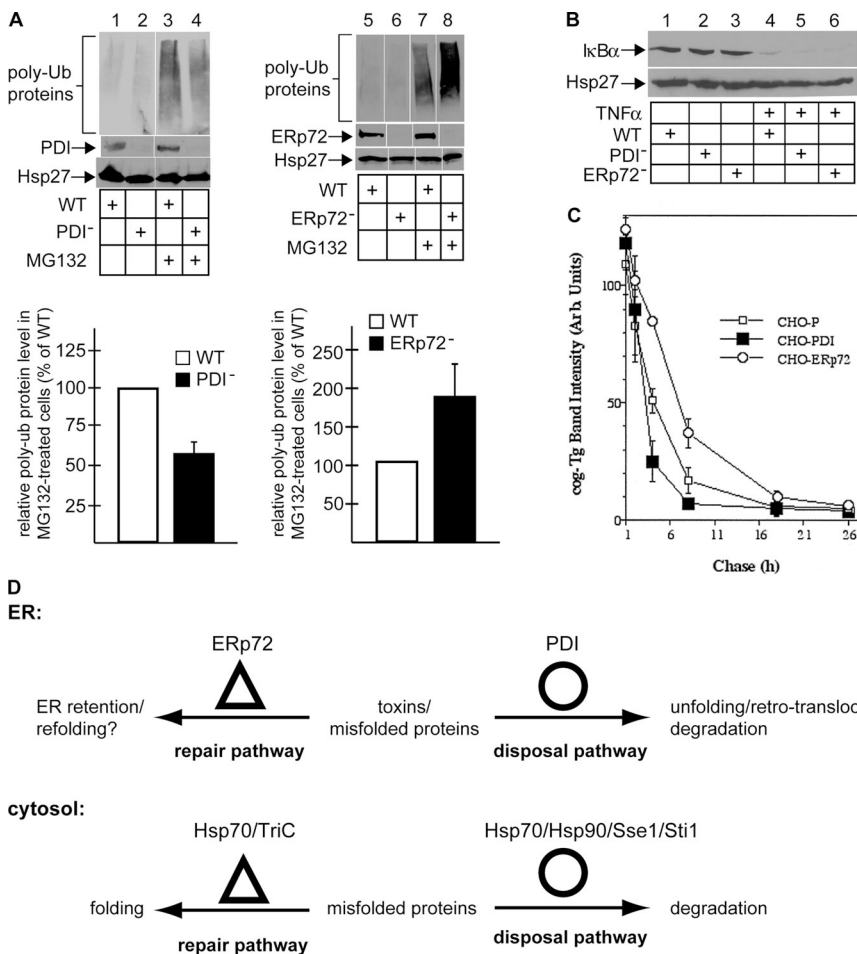 A
1 2 3 4
poly-Ub
proteins
PDI
Hsp27
WT + +
PDI⁻ + +
MG132 + +
5 6 7 8
poly-Ub
proteins
ERp72
Hsp27
WT + +
ERp72⁻ + +
MG132 + +
relative poly-ub protein level in
MG132-treated cells (% of WT)
125
100
75
50
25
WT
PDI⁻
relative poly-ub protein level in
MG132-treated cells (% of WT)
250
200
150
100
50
WT
ERp72⁻
B
1 2 3 4 5 6
IκBα
Hsp27
TNFα + + +
WT + +
PDI⁻ + +
ERp72⁻ + +
C
cog-Tg Band Intensity (Arb. Units)
100
50
0
CHO-P
CHO-PDI
CHO-ERp72
1 6 11 16 21 26
Chase (h)
D
ER:
ERp72 PDI
ER retention/
refolding?
toxins/
misfolded proteins
unfolding/retro-transloc
degradation
repair pathway disposal pathway
cytosol:
Hsp70/TriC Hsp70/Hsp90/Sse1/Sti1
folding misfolded proteins degradation
repair pathway disposal pathway